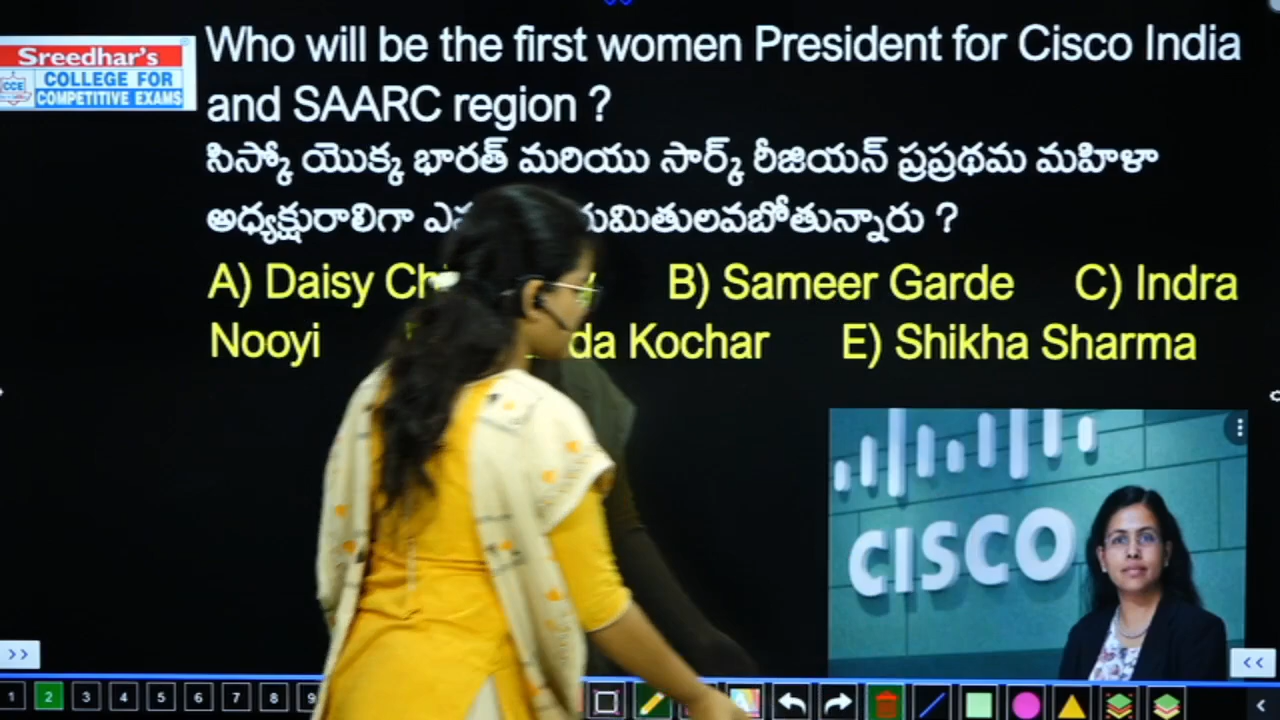 Sreedhar's
CCE
COLLEGE FOR
COMPETITIVE EXAMS
Who will be the first women President for Cisco India
and SAARC region ?
సిస్కో యొక్క భారత్ మరియు సార్క్ రీజియన్ ప్రప్రథమ మహిళా
అధ్యక్షురాలిగా ?
A) Daisy B) Sameer Garde C) Indra
Nooyi Kochar E) Shikha Sharma
CISCO
>> <<
1 2 3 4 5 6 7 8 9